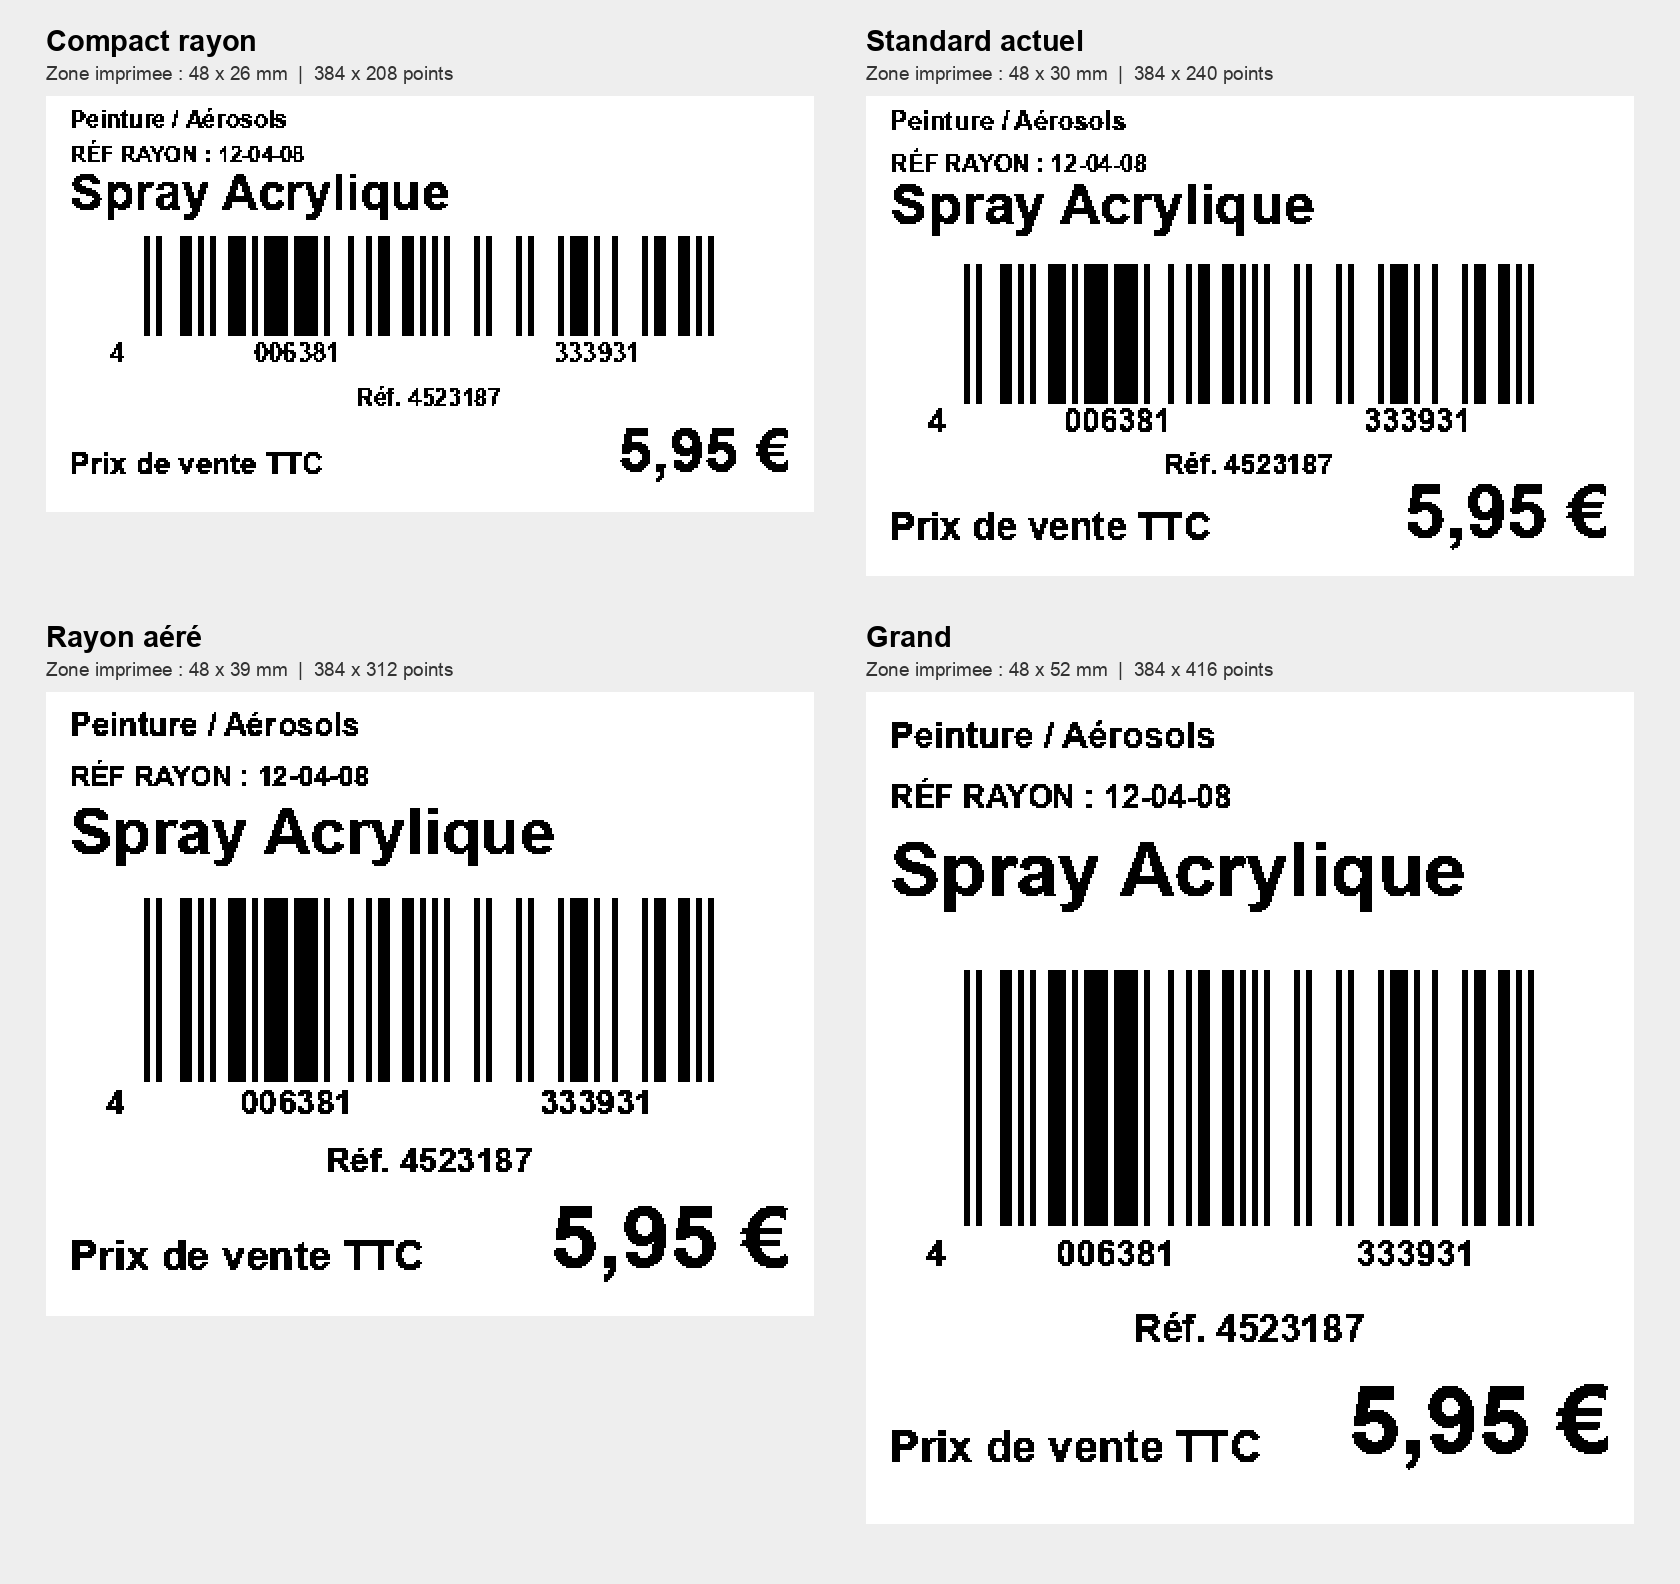 Compact rayon
Zone imprimee : 48 x 26 mm | 384 x 208 points
Peinture / Aérosols
RÉF RAYON : 12-04-08
Spray Acrylique
4 006381 333931
Réf. 4523187
Prix de vente TTC 5,95 €
Standard actuel
Zone imprimee : 48 x 30 mm | 384 x 240 points
Peinture / Aérosols
RÉF RAYON : 12-04-08
Spray Acrylique
4 006381 333931
Réf. 4523187
Prix de vente TTC 5,95 €
Rayon aéré
Zone imprimee : 48 x 39 mm | 384 x 312 points
Peinture / Aérosols
RÉF RAYON : 12-04-08
Spray Acrylique
4 006381 333931
Réf. 4523187
Prix de vente TTC 5,95 €
Grand
Zone imprimee : 48 x 52 mm | 384 x 416 points
Peinture / Aérosols
RÉF RAYON : 12-04-08
Spray Acrylique
4 006381 333931
Réf. 4523187
Prix de vente TTC 5,95 €